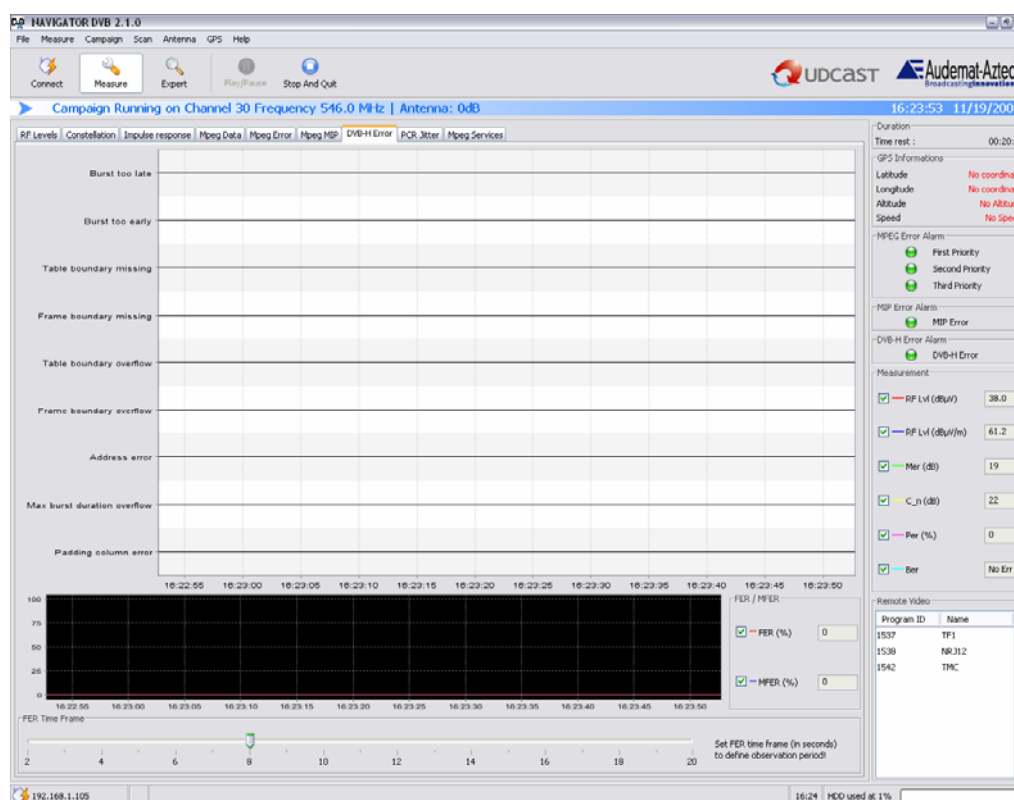 NAVIGATOR DVB 2.1.0
File Measure Campaign Scan Antenna GPS Help
Connect Measure Expert Play/Pause Stop And Quit
UDCAST Audemat-Aztec
Broadcasting Innovation
Campaign Running on Channel 30 Frequency 546.0 MHz | Antenna: 0dB 16:23:53 11/19/200
RF Levels Constellation Impulse response Mpeg Data Mpeg Error Mpeg MIP DVB-H Error PCR Jitter Mpeg Services
Burst too late
Burst too early
Table boundary missing
Frame boundary missing
Table boundary overflow
Frame boundary overflow
Address error
Max burst duration overflow
Padding column error
16:22:55 16:23:00 16:23:05 16:23:10 16:23:15 16:23:20 16:23:25 16:23:30 16:23:35 16:23:40 16:23:45 16:23:50
100
75
50
25
0
16:22:55 16:23:00 16:23:05 16:23:10 16:23:15 16:23:20 16:23:25 16:23:30 16:23:35 16:23:40 16:23:45 16:23:50
FER / MFER
FER (%) 0
MFER (%) 0
FER Time Frame
2 4 6 8 10 12 14 16 18 20
Set FER time frame (in seconds)
to define observation period!
Duration
Time rest : 00:20:
GPS Informations
Latitude No coordina
Longitude No coordina
Altitude No Altitu
Speed No Spe
MPEG Error Alarm
First Priority
Second Priority
Third Priority
MIP Error Alarm
MIP Error
DVB-H Error Alarm
DVB-H Error
Measurement
RF Lvl (dBµV) 38.0
RF Lvl (dBµV/m) 61.2
Mer (dB) 19
C_n (dB) 22
Per (%) 0
Ber No Err
Remote Video
Program ID Name
1537 TF1
1538 NRJ12
1542 TMC
192.168.1.105 16:24 HDD used at 1%